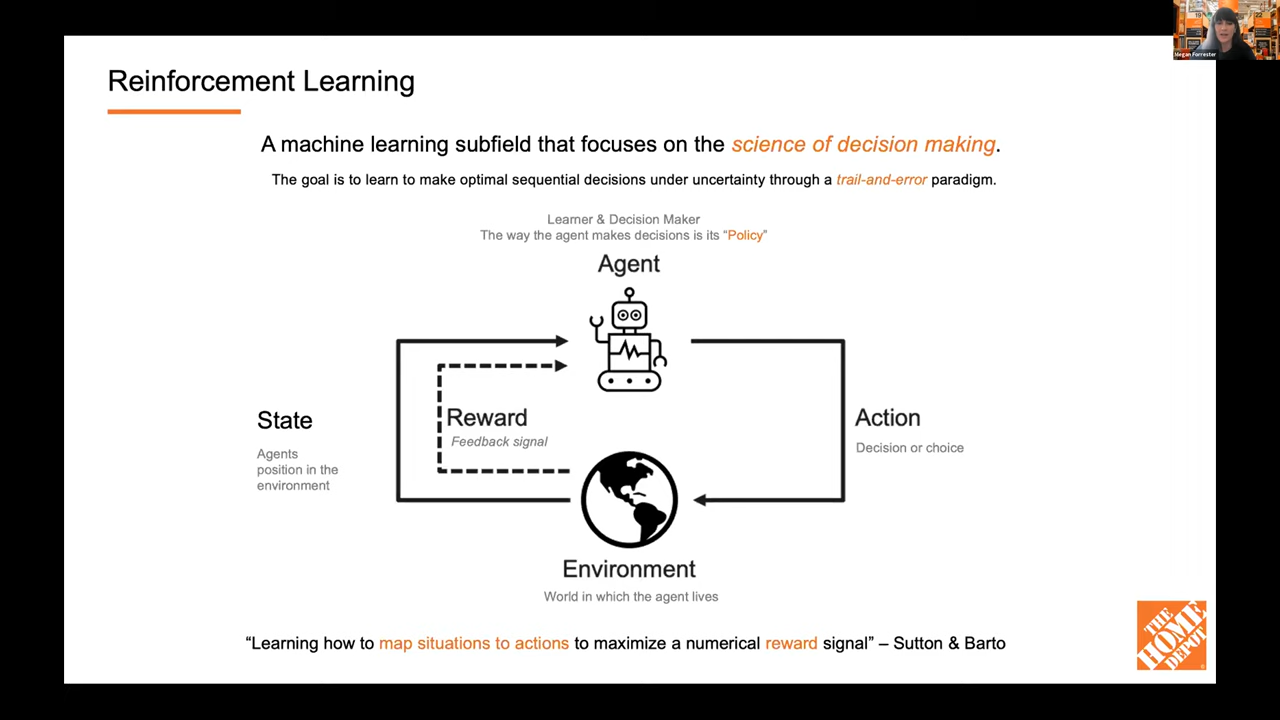 Megan Forrester
Reinforcement Learning
A machine learning subfield that focuses on the science of decision making.
The goal is to learn to make optimal sequential decisions under uncertainty through a trail-and-error paradigm.
Learner & Decision Maker
The way the agent makes decisions is its “Policy”
Agent
State
Agents
position in the
environment
Reward
Feedback signal
Action
Decision or choice
Environment
World in which the agent lives
“Learning how to map situations to actions to maximize a numerical reward signal” – Sutton & Barto
THE
HOME
DEPOT